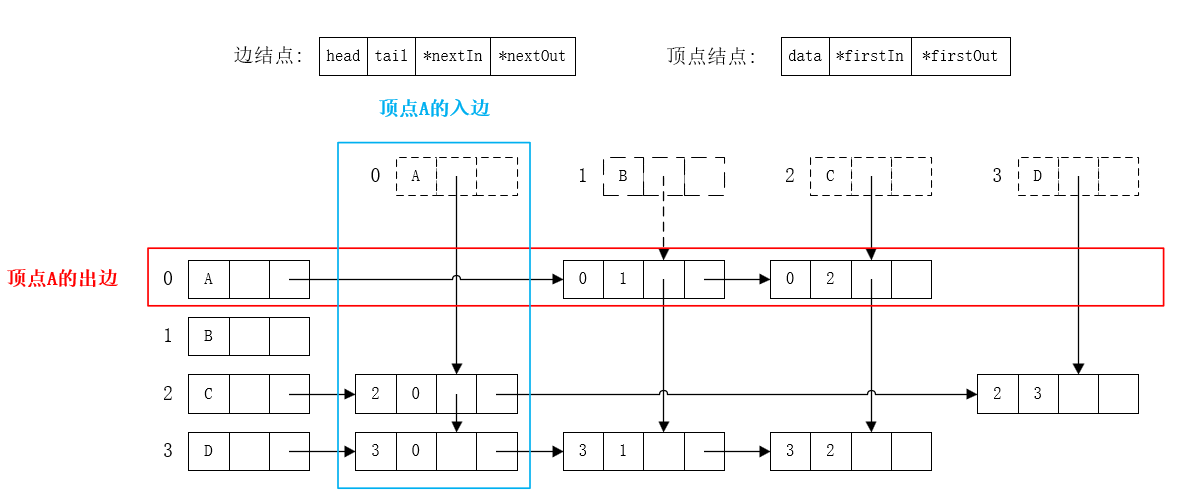 边结点: head tail *nextIn *nextOut 顶点结点: data *firstIn *firstOut
顶点A的入边
0 A 1 B 2 C 3 D
顶点A的出边 0 A 0 1 0 2
1 B
2 C 2 0 2 3
3 D 3 0 3 1 3 2